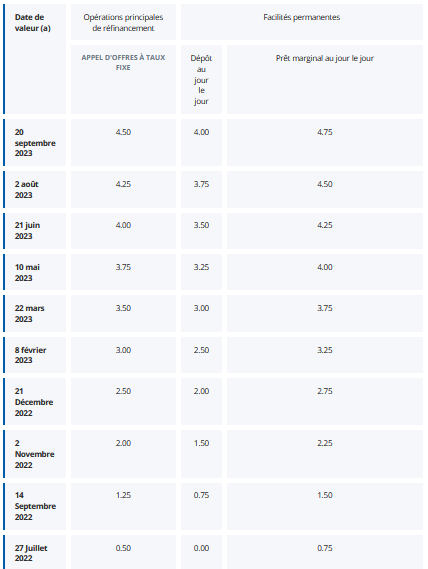 Date de
valeur (a)
Opérations principales
de réfinancement
Facilités permanentes
APPEL D'OFFRES À TAUX
FIXE
Dépôt
au
jour
le
jour
Prêt marginal au jour le jour
20
septembre
2023
4.50
4.00
4.75
2 août
2023
4.25
3.75
4.50
21 juin
2023
4.00
3.50
4.25
10 mai
2023
3.75
3.25
4.00
22 mars
2023
3.50
3.00
3.75
8 février
2023
3.00
2.50
3.25
21
Décembre
2022
2.50
2.00
2.75
2
Novembre
2022
2.00
1.50
2.25
14
Septembre
2022
1.25
0.75
1.50
27 Juillet
2022
0.50
0.00
0.75